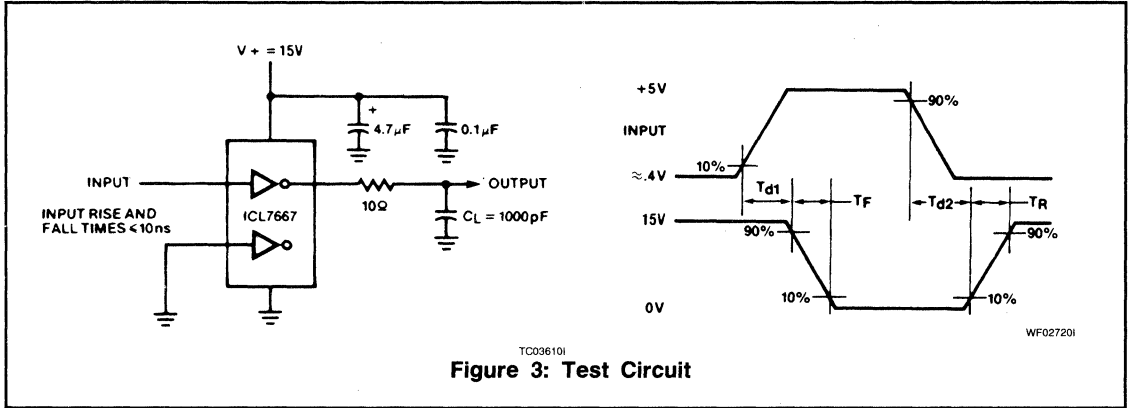 V + = 15V
+
4.7µF
0.1µF
INPUT
INPUT RISE AND
FALL TIMES ≤10ns
ICL7667
10Ω
OUTPUT
CL = 1000pF
+5V
INPUT
≈.4V
10%
90%
Td1
TF
Td2
TR
15V
90%
10%
10%
90%
0V
WF02720I
TC03610I
Figure 3: Test Circuit